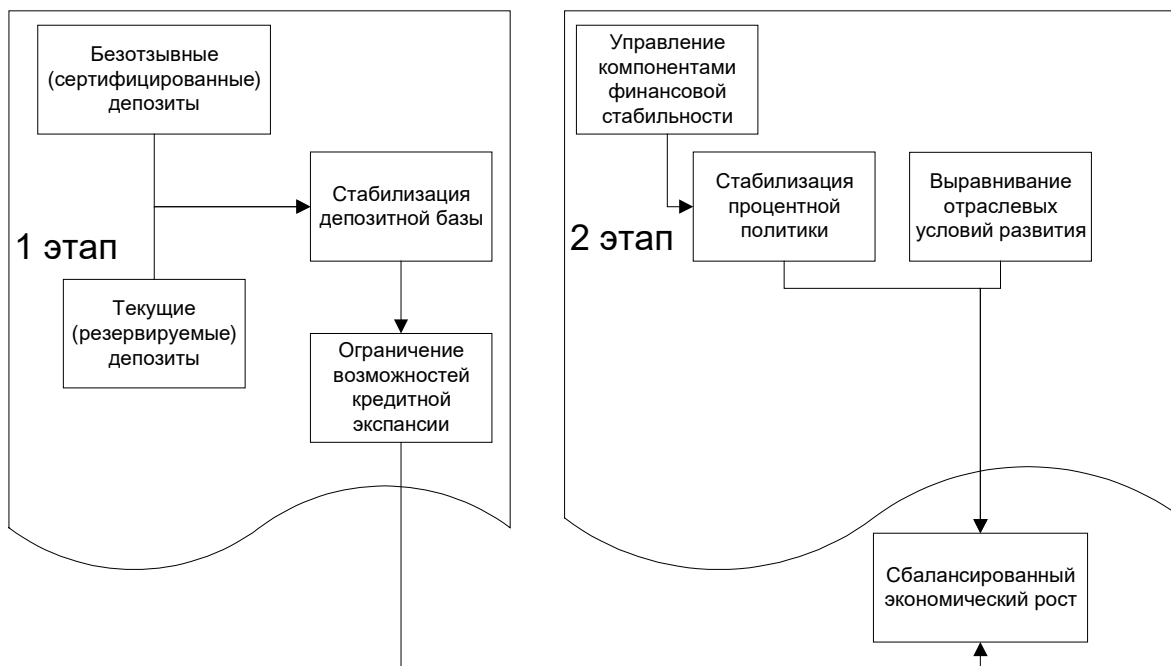 Безотзывные
(сертифицированные)
депозиты
Стабилизация
депозитной базы
1 этап
Текущие
(резервируемые)
депозиты
Ограничение
возможностей
кредитной
экспансии
Управление
компонентами
финансовой
стабильности
Стабилизация
процентной
политики
Выравнивание
отраслевых
условий развития
2 этап
Сбалансированный
экономический рост